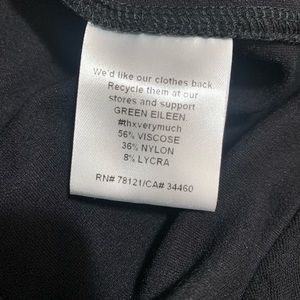 We'd like our clothes back.
Recycle them at our
stores and support
GREEN EILEEN.
#thxverymuch
56% VISCOSE
36% NYLON
8% LYCRA
RN# 78121/CA# 34460